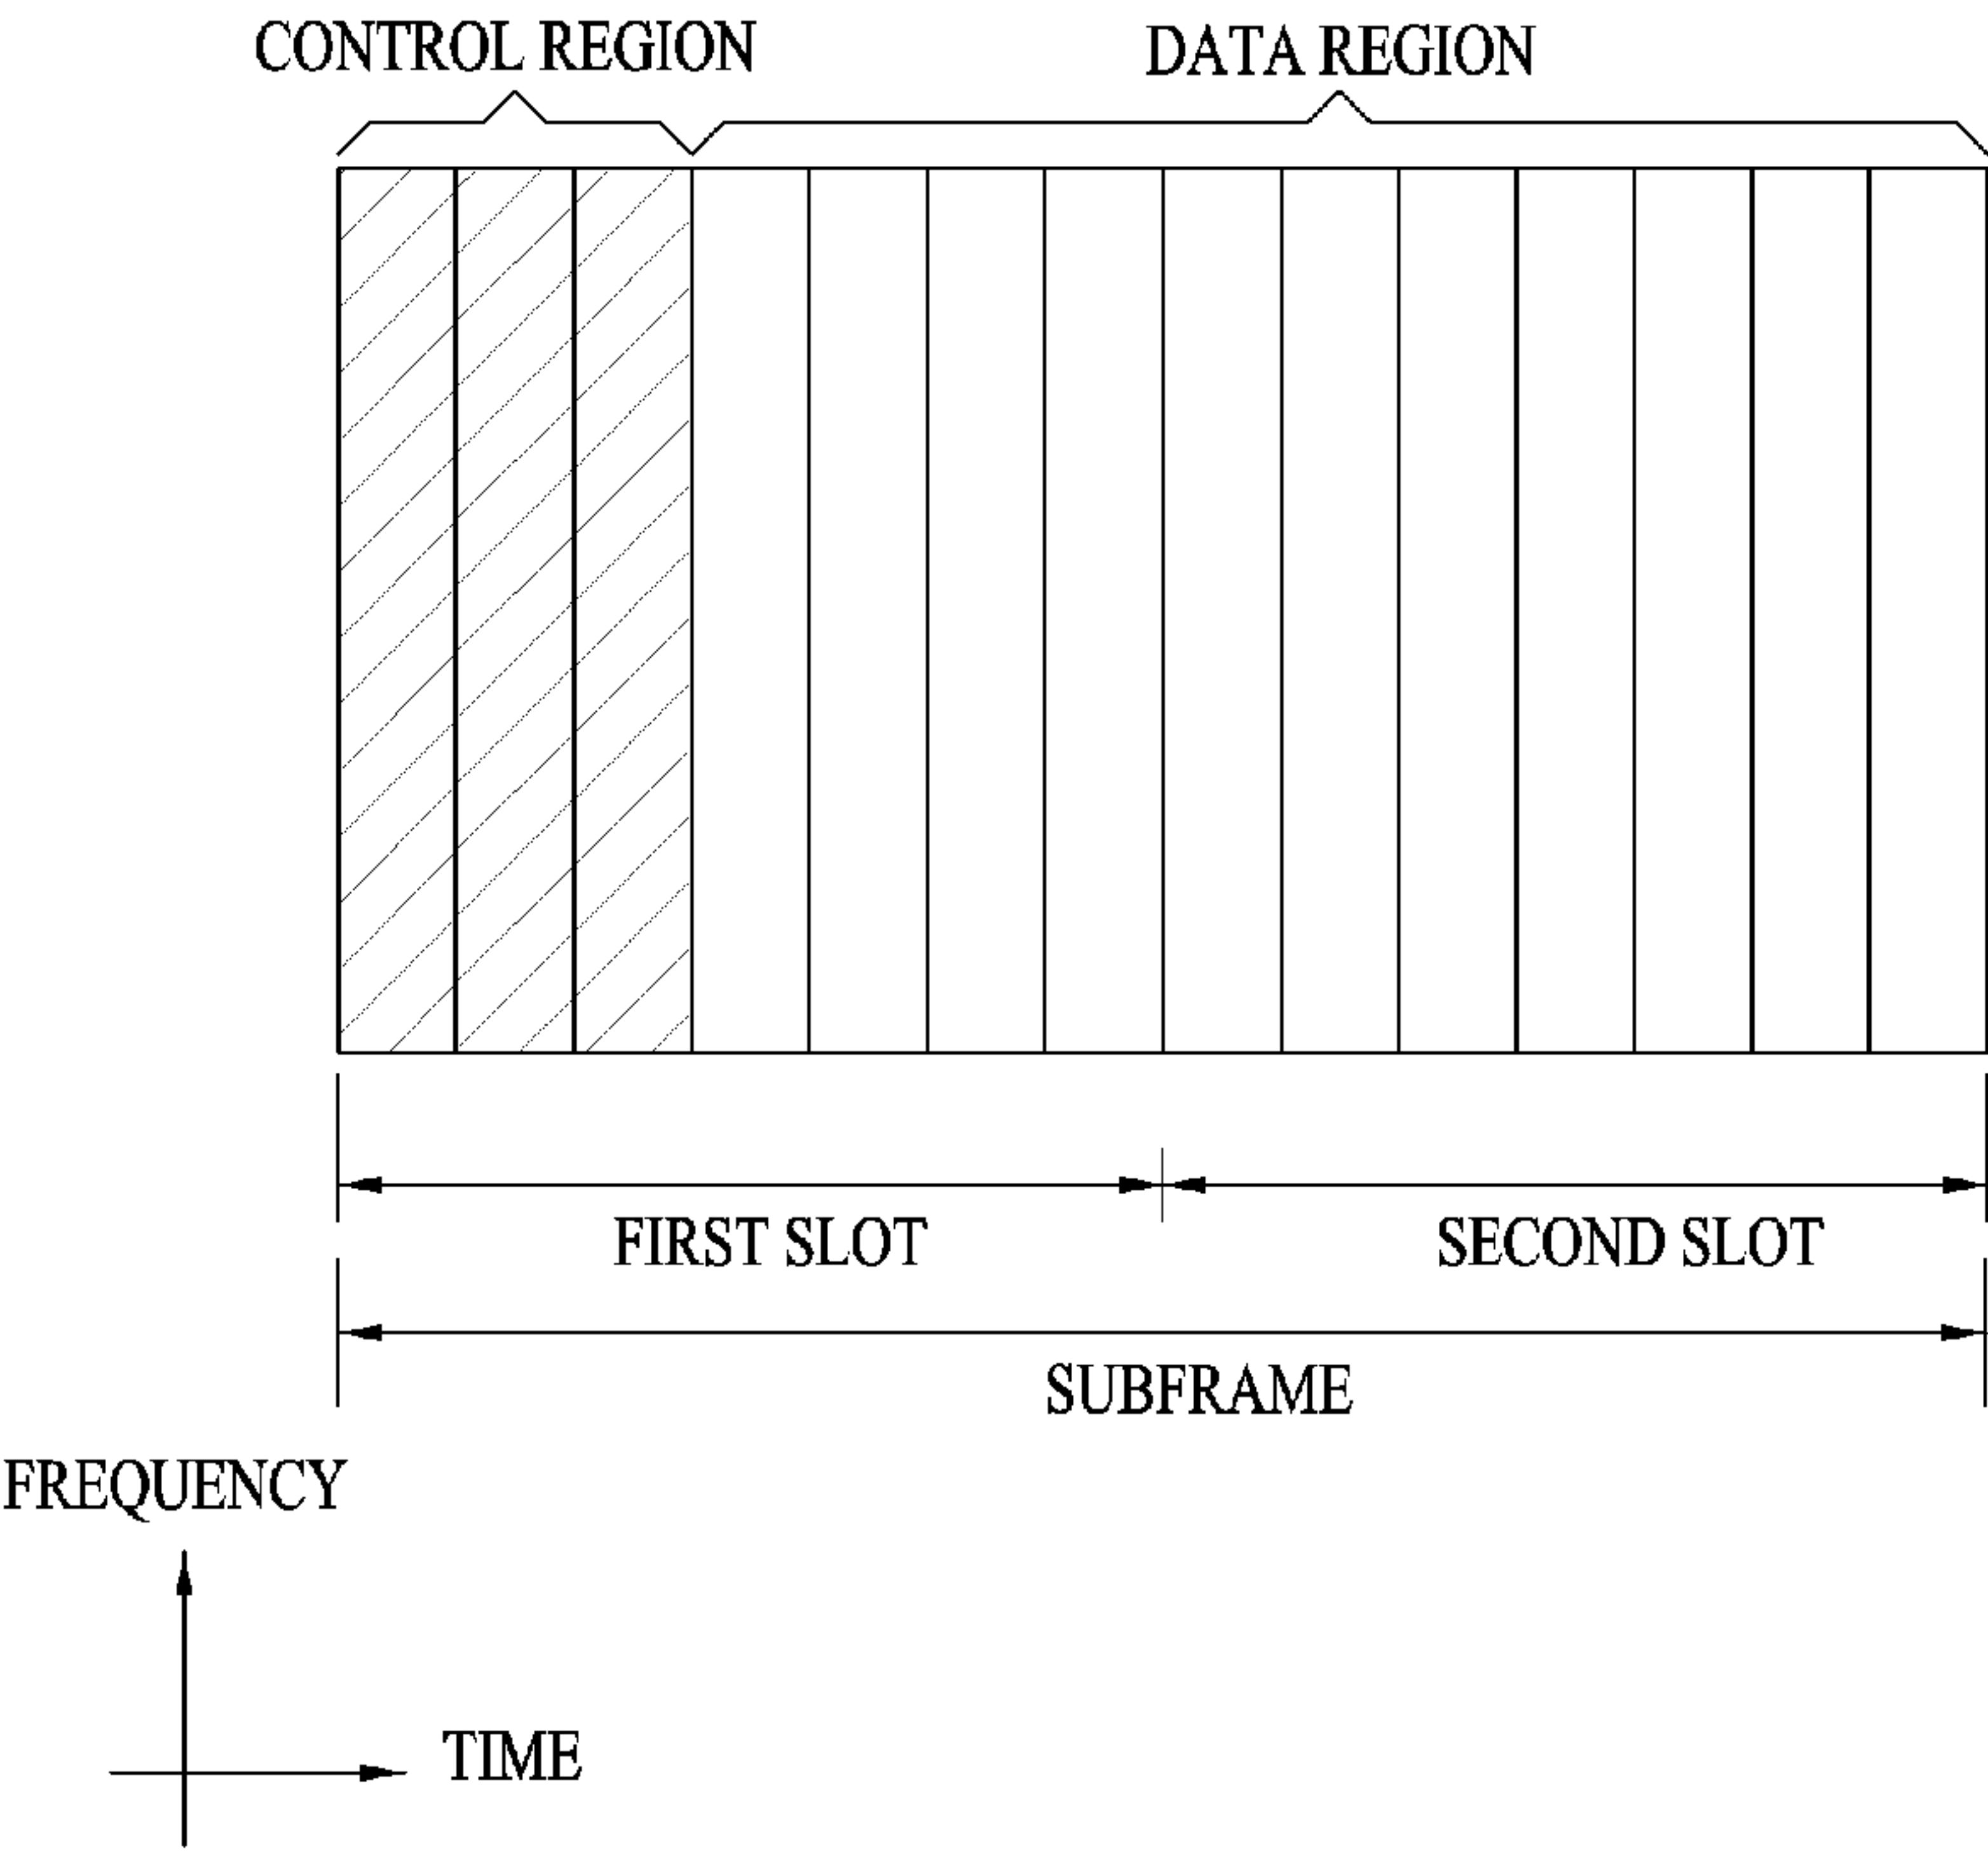 CONTROL REGION
DATA REGION
FIRST SLOT
SECOND SLOT
SUBFRAME
FREQUENCY
TIME